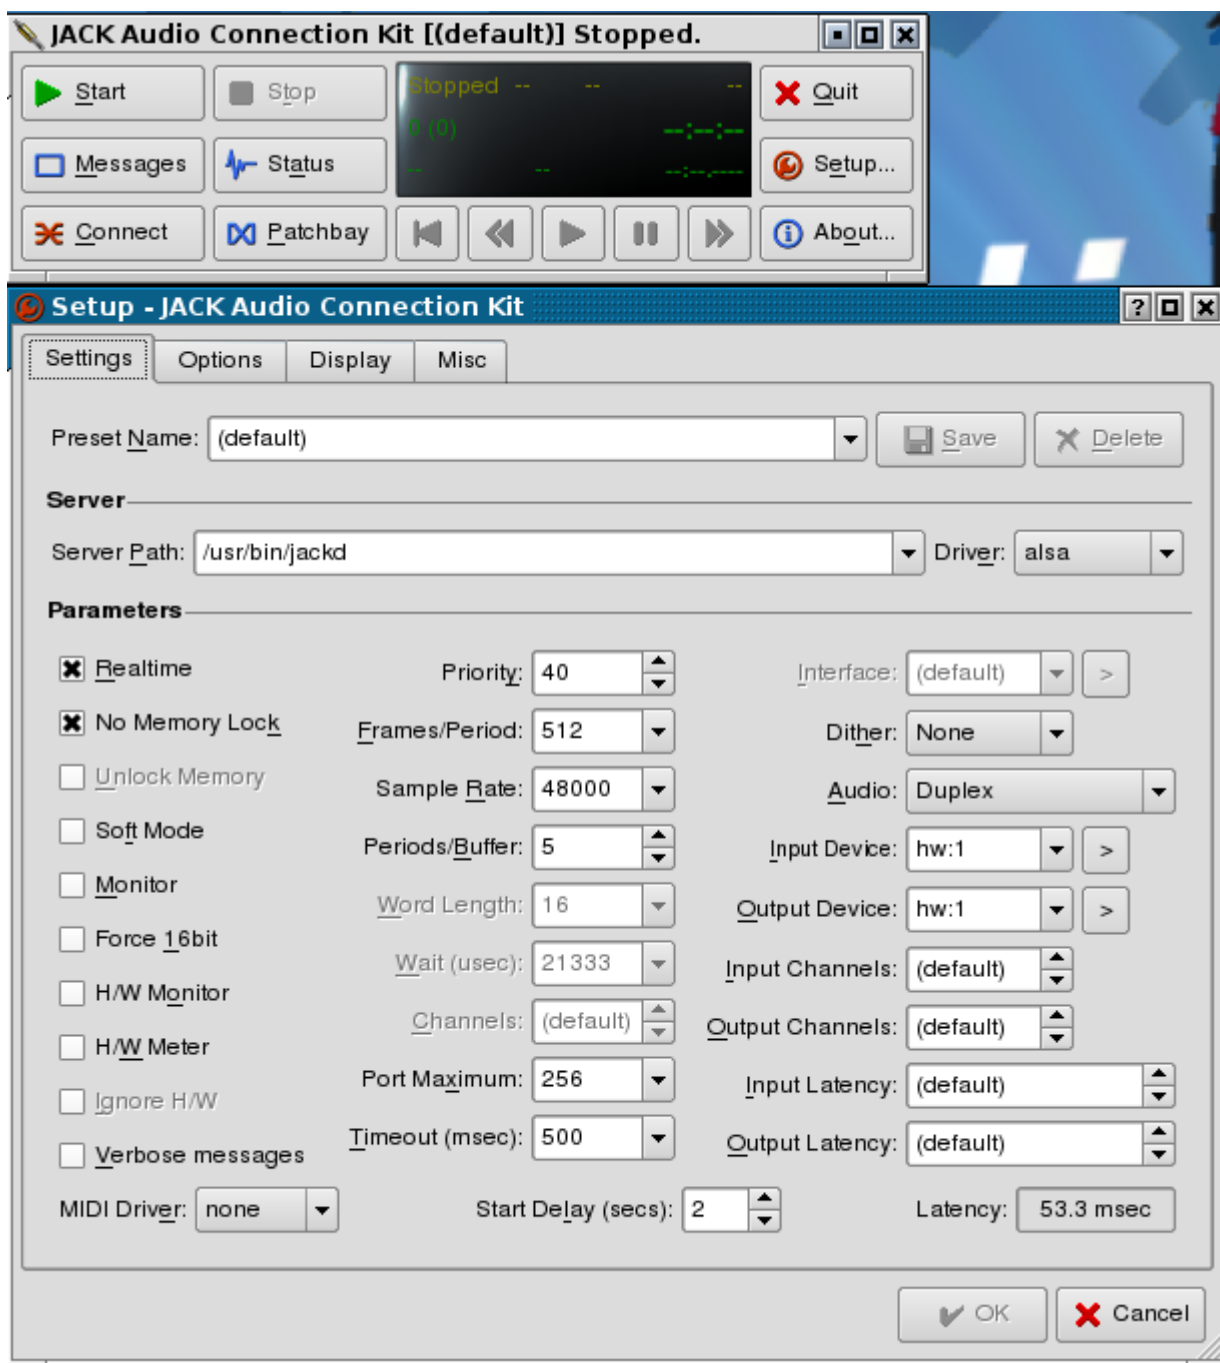 JACK Audio Connection Kit [(default)] Stopped.
Start Stop Stopped -- -- -- Quit
0 (0) --:--:--
Messages Status -- -- --:--.---- Setup...
Connect Patchbay About...
Setup - JACK Audio Connection Kit ?
Settings Options Display Misc
Preset Name: (default) Save Delete
Server
Server Path: /usr/bin/jackd Driver: alsa
Parameters
Realtime Priority: 40 Interface: (default) >
No Memory Lock Frames/Period: 512 Dither: None
Unlock Memory Sample Rate: 48000 Audio: Duplex
Soft Mode Periods/Buffer: 5 Input Device: hw:1 >
Monitor Word Length: 16 Output Device: hw:1 >
Force 16bit Wait (usec): 21333 Input Channels: (default)
H/W Monitor Channels: (default) Output Channels: (default)
H/W Meter Port Maximum: 256 Input Latency: (default)
Ignore H/W Timeout (msec): 500 Output Latency: (default)
Verbose messages
MIDI Driver: none Start Delay (secs): 2 Latency: 53.3 msec
OK Cancel